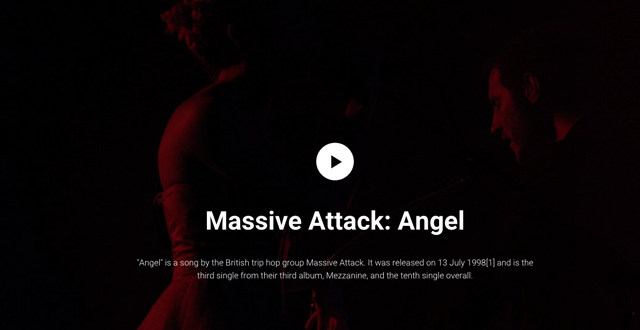 Massive Attack: Angel
"Angel" is a song by the British trip hop group Massive Attack. It was released on 13 July 1998[1] and is the
third single from their third album, Mezzanine, and the tenth single overall.